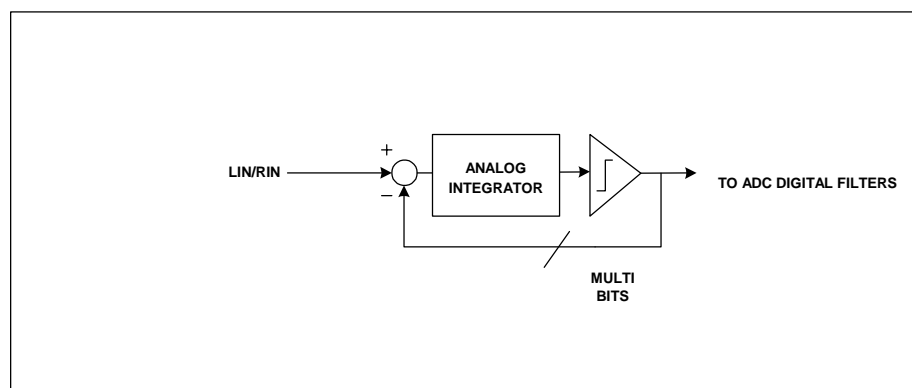 +
LIN/RIN
−
ANALOG
INTEGRATOR
TO ADC DIGITAL FILTERS
MULTI
BITS